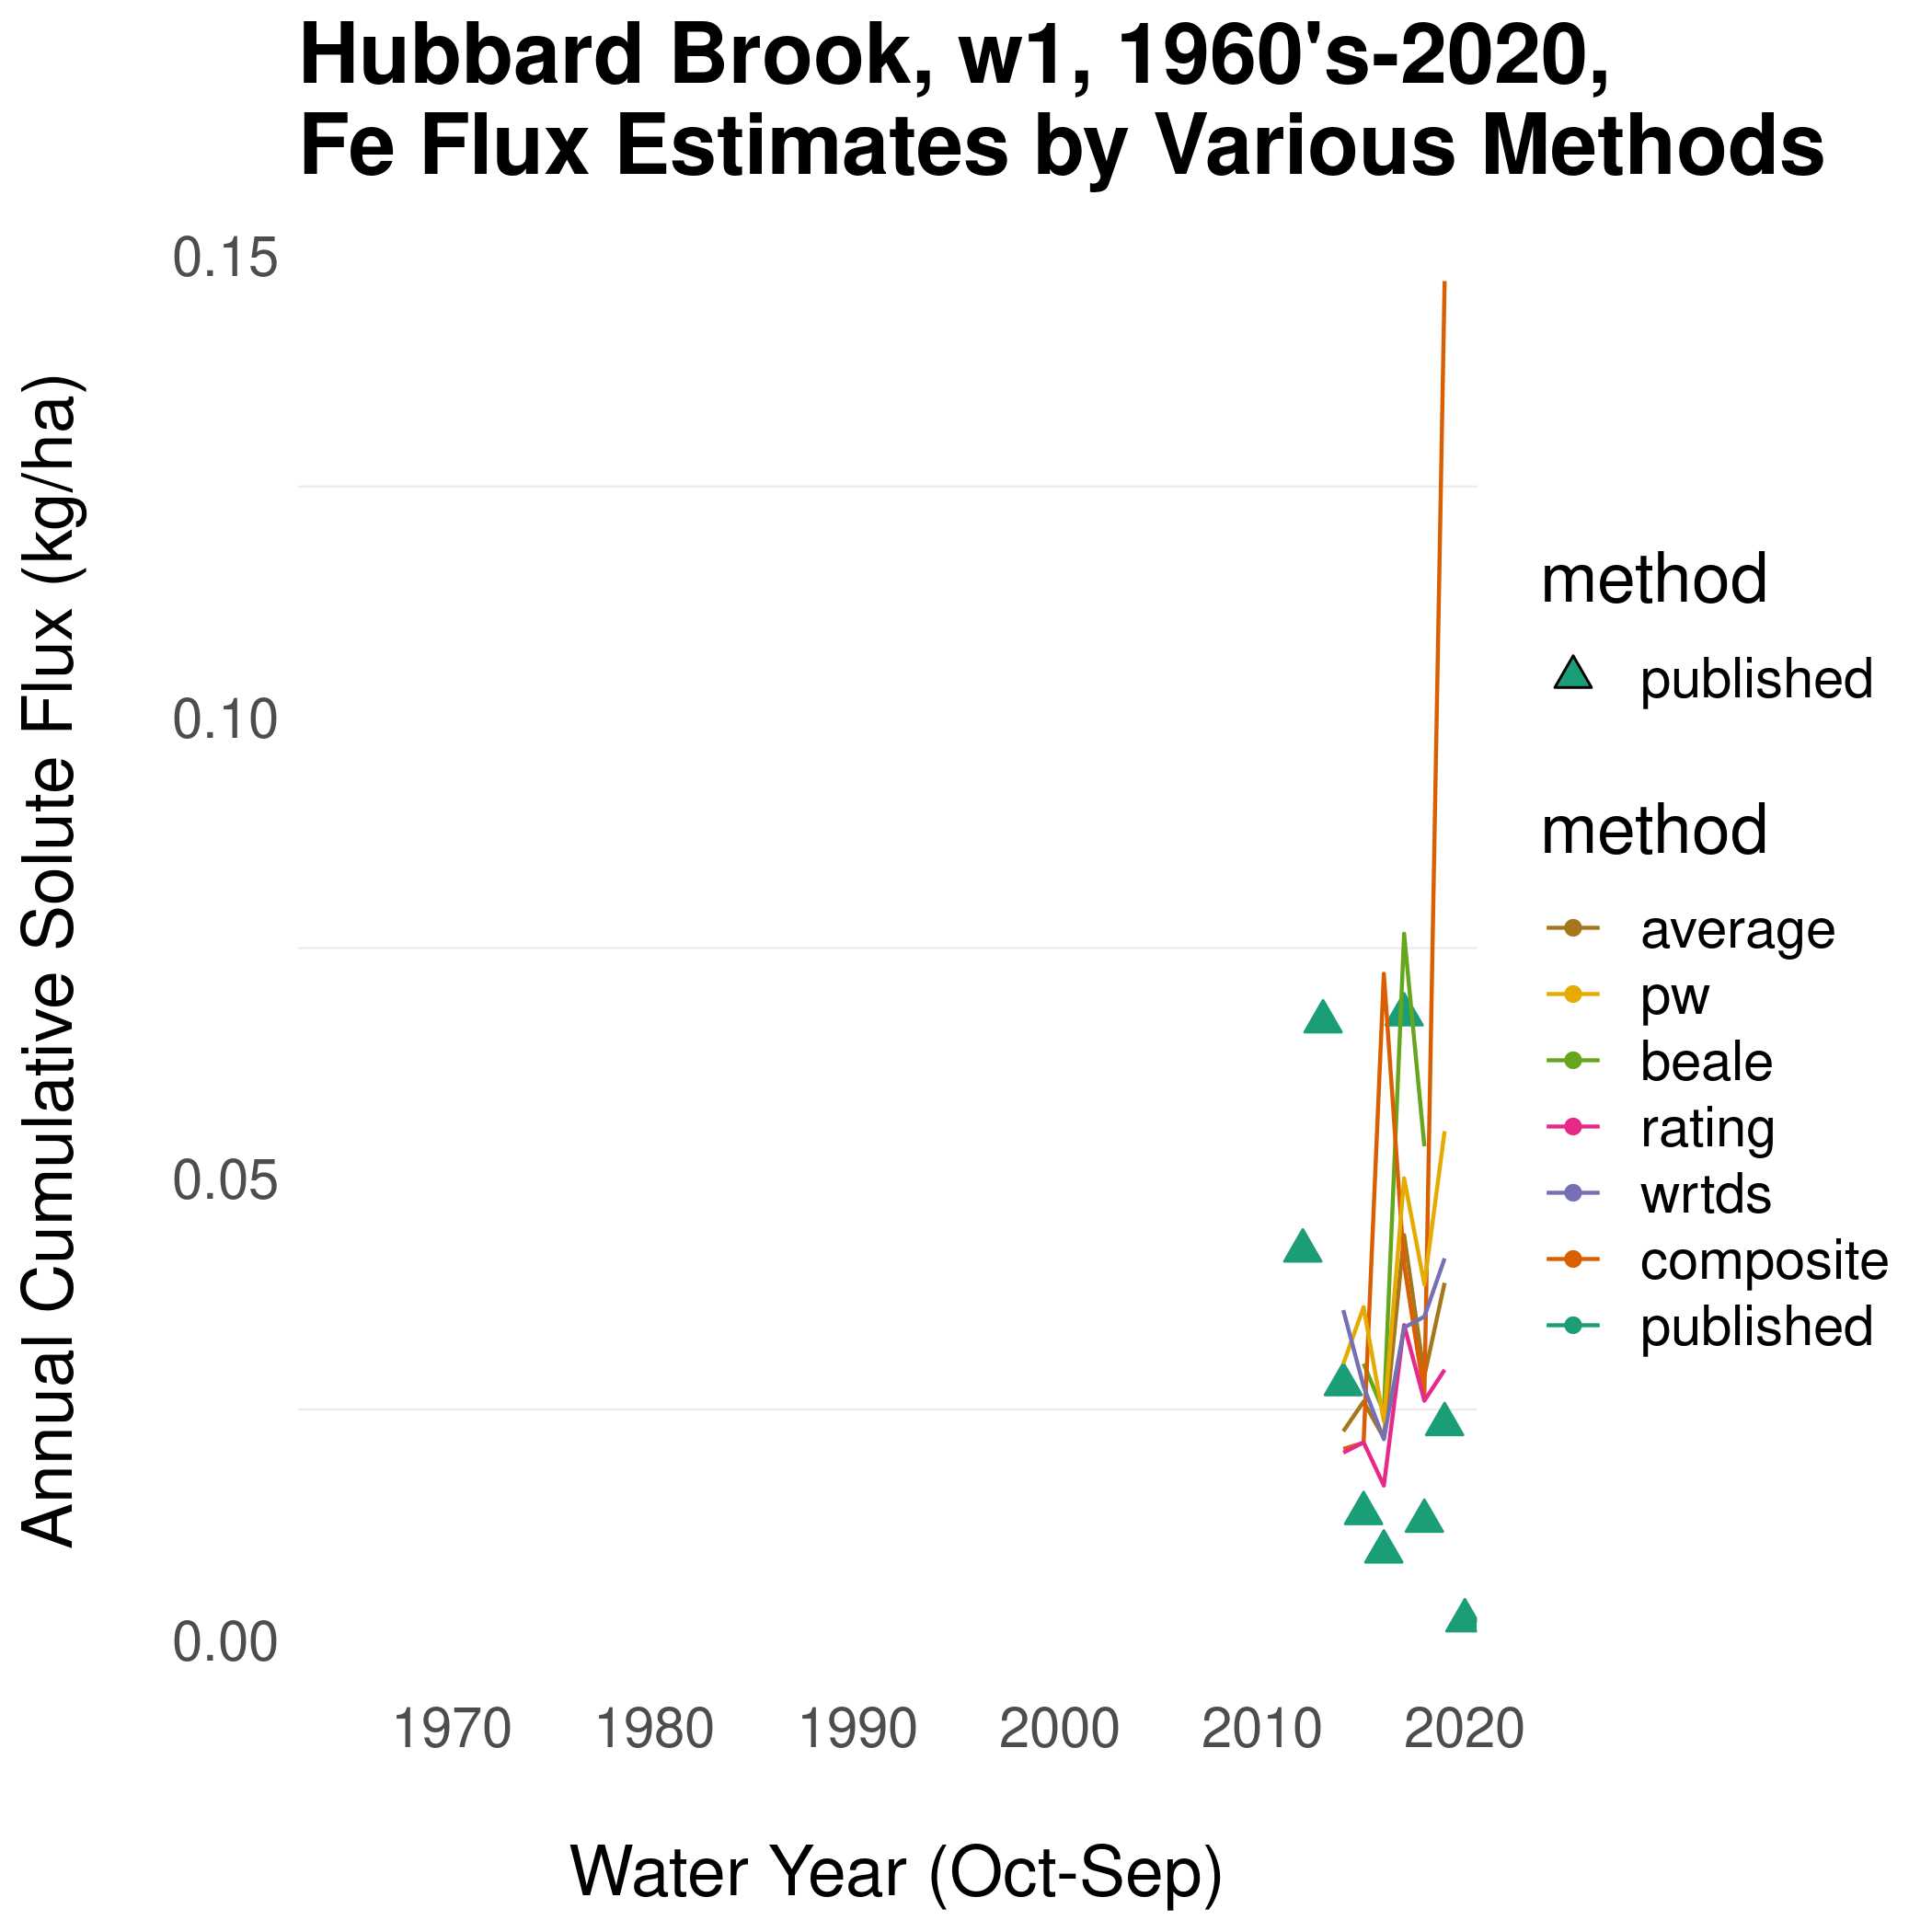 Hubbard Brook, w1, 1960's-2020,
Fe Flux Estimates by Various Methods
Annual Cumulative Solute Flux (kg/ha)
0.15
0.10
0.05
0.00
1970 1980 1990 2000 2010 2020
Water Year (Oct-Sep)
method
published
method
average
pw
beale
rating
wrtds
composite
published